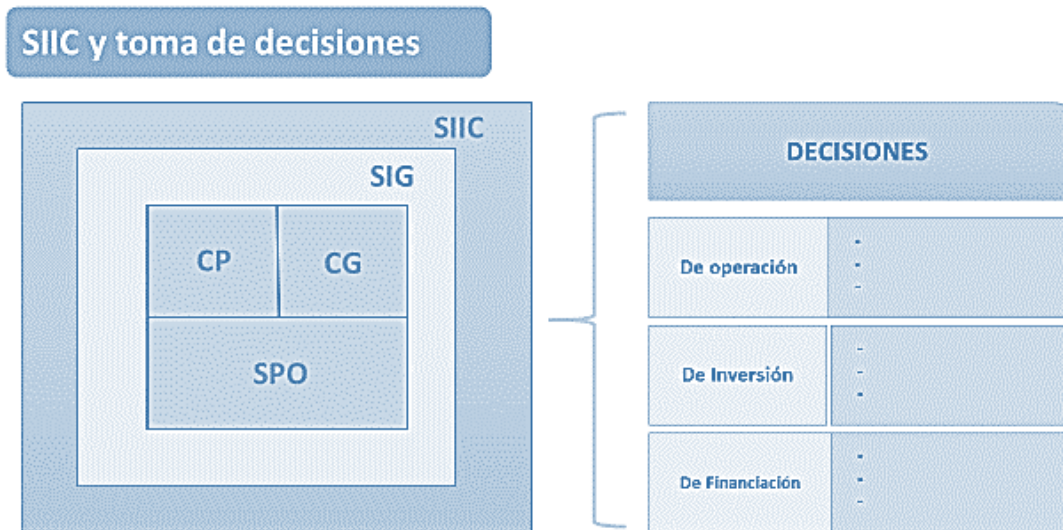 SIIC y toma de decisiones
SIIC
SIG
CP
CG
SPO
DECISIONES
De operación
De Inversión
De Financiación